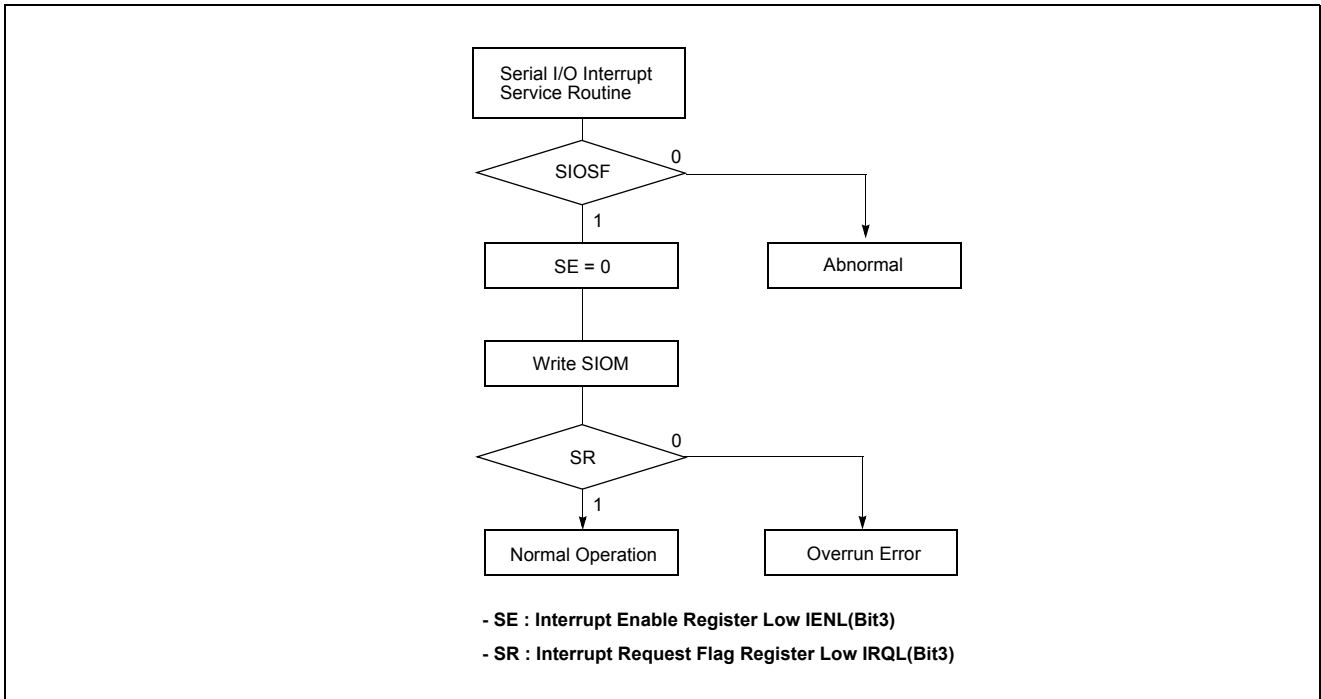 Serial I/O Interrupt
Service Routine
SIOSF
0
1
SE = 0
Abnormal
Write SIOM
SR
0
1
Normal Operation
Overrun Error
- SE : Interrupt Enable Register Low IENL(Bit3)
- SR : Interrupt Request Flag Register Low IRQL(Bit3)